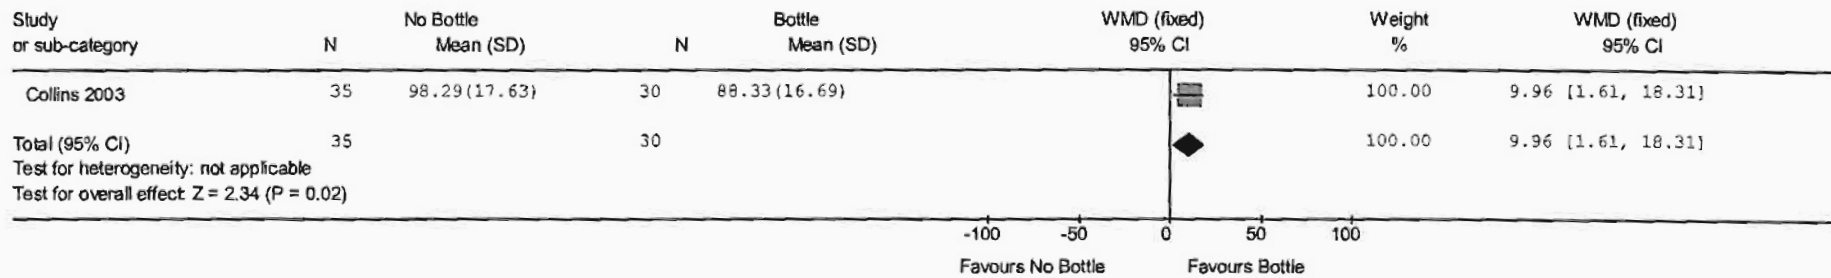 Study No Bottle Bottle WMD (fixed) Weight WMD (fixed)
or sub-category N Mean (SD) N Mean (SD) 95% CI % 95% CI
Collins 2003 35 98.29(17.63) 30 88.33(16.69) 100.00 9.96 [1.61, 18.31]
Total (95% CI) 35 30 100.00 9.96 [1.61, 18.31]
Test for heterogeneity: not applicable
Test for overall effect Z = 2.34 (P = 0.02)
-100 -50 0 50 100
Favours No Bottle Favours Bottle